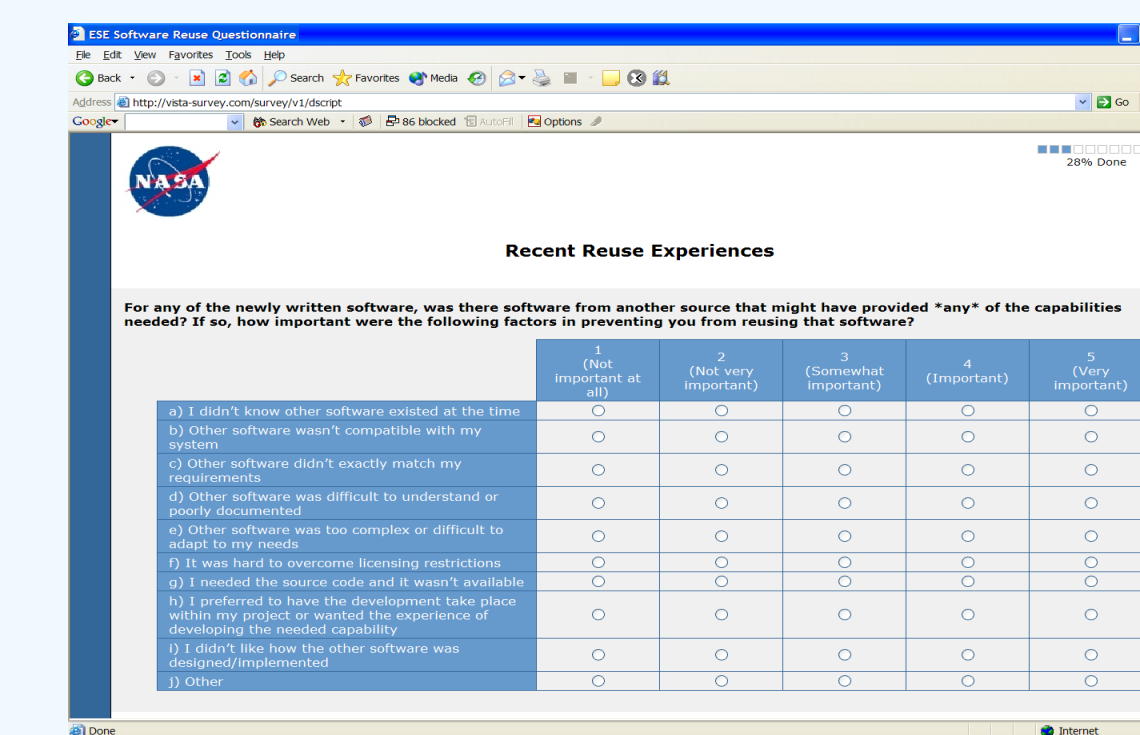 ESE Software Reuse Questionnaire
File Edit View Favorites Tools Help
Back Search Favorites Media
Address http://vista-survey.com/survey/v1/dscript Go
Google Search Web 86 blocked AutoFill Options
NASA
28% Done
Recent Reuse Experiences
For any of the newly written software, was there software from another source that might have provided *any* of the capabilities
needed? If so, how important were the following factors in preventing you from reusing that software?
1
(Not
important at
all)
2
(Not very
important)
3
(Somewhat
important)
4
(Important)
5
(Very
important)
a) I didn't know other software existed at the time
b) Other software wasn't compatible with my
system
c) Other software didn't exactly match my
requirements
d) Other software was difficult to understand or
poorly documented
e) Other software was too complex or difficult to
adapt to my needs
f) It was hard to overcome licensing restrictions
g) I needed the source code and it wasn't available
h) I preferred to have the development take place
within my project or wanted the experience of
developing the needed capability
i) I didn't like how the other software was
designed/implemented
j) Other
Done Internet